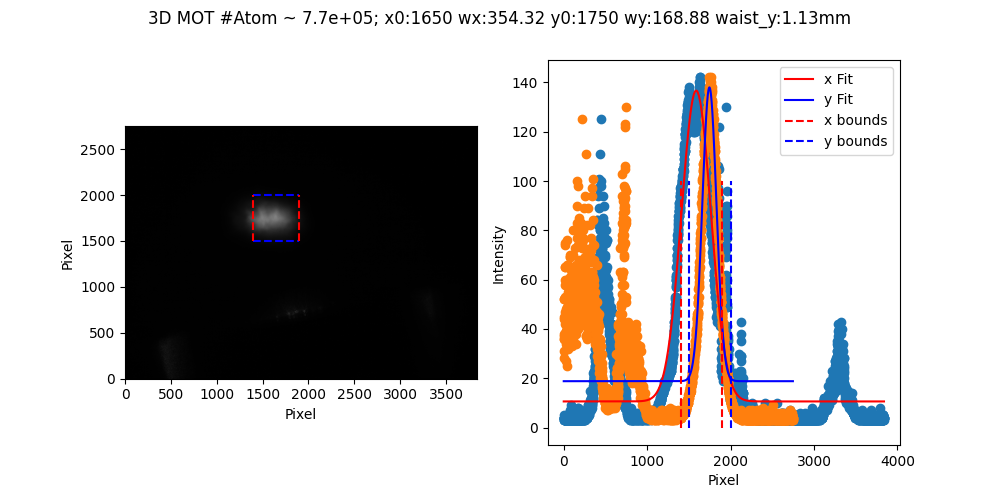 3D MOT #Atom ~ 7.7e+05; x0:1650 wx:354.32 y0:1750 wy:168.88 waist_y:1.13mm
2500
2000
1500
1000
500
0
Pixel
0 500 1000 1500 2000 2500 3000 3500
Pixel
140
120
100
80
60
40
20
0
Intensity
0 1000 2000 3000 4000
Pixel
x Fit
y Fit
x bounds
y bounds